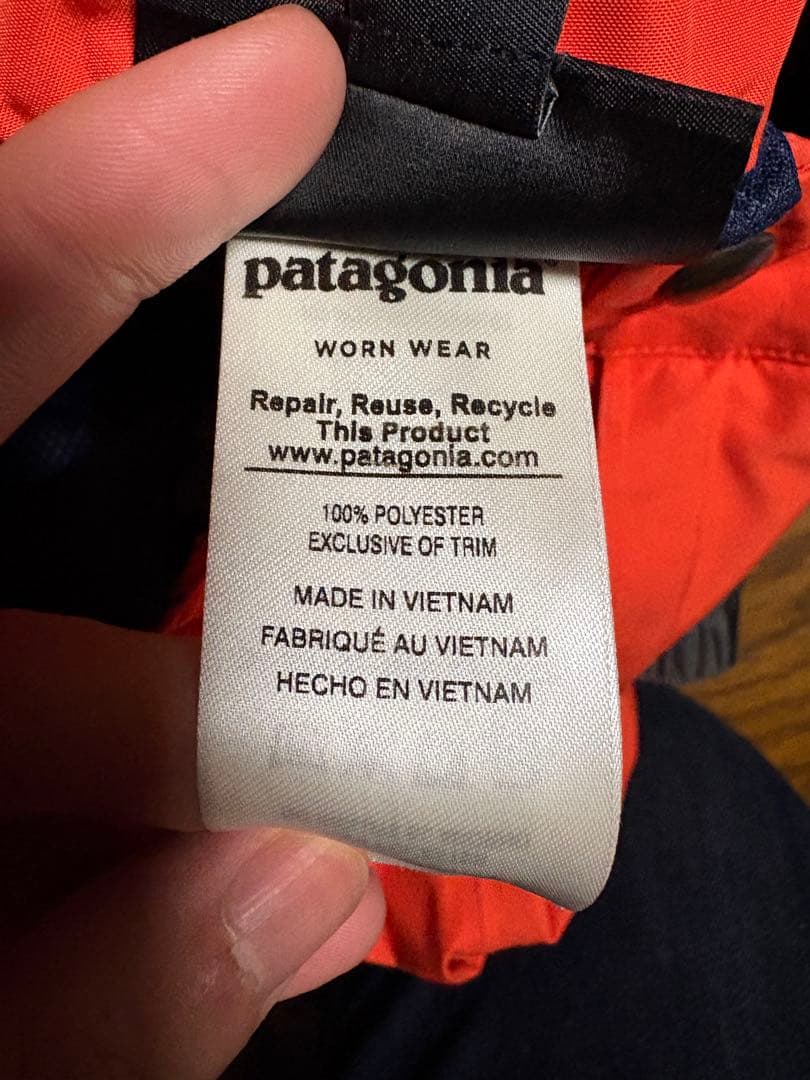 patagonia®
WORN WEAR
Repair, Reuse, Recycle
This Product
www.patagonia.com
100% POLYESTER
EXCLUSIVE OF TRIM
MADE IN VIETNAM
FABRIQUÉ AU VIETNAM
HECHO EN VIETNAM